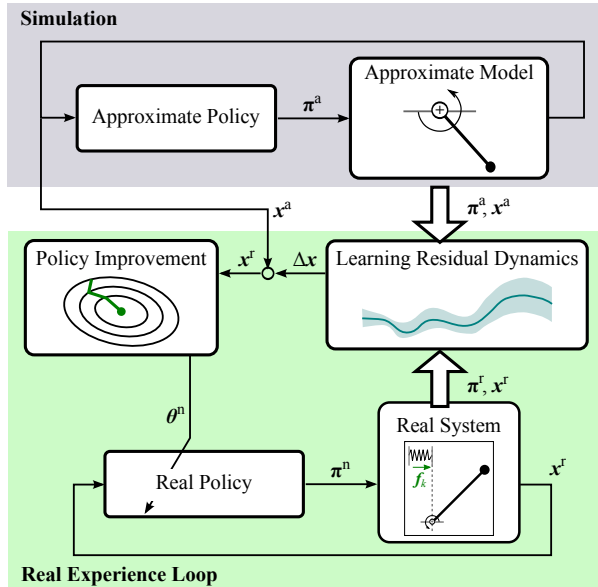 Simulation
Approximate Policy
π^a
Approximate Model
+
x^a
π^a, x^a
Policy Improvement
x^r
Δx
Learning Residual Dynamics
π^r, x^r
θ^n
Real System
f_k
Real Policy
π^n
x^r
Real Experience Loop